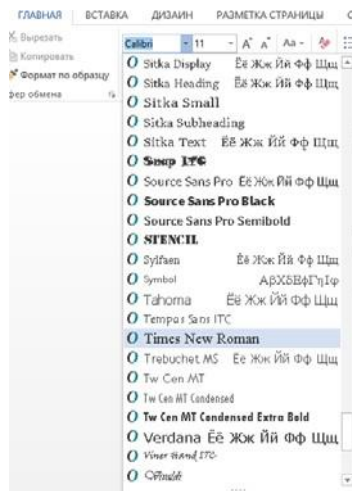 ГЛАВНАЯ ВСТАВКА ДИЗАЙН РАЗМЕТКА СТРАНИЦЫ
Вырезать
Копировать
Формат по образцу
фер обмена
Calibri 11 Aa
Sitka Display Ёё Жж Йй Фф Щщ
Sitka Heading Ёё Жж Йй Фф Щщ
Sitka Small
Sitka Subheading
Sitka Text Ёё Жж Йй Фф Щщ
Snap ITC
Source Sans Pro Ёё Жж Йй Фф Щщ
Source Sans Pro Black
Source Sans Pro Semibold
STENCIL
Sylfaen Ёё Жж Йй Фф Щщ
Symbol ΑβΧδΕϕΓηΙφ
Tahoma Ёё Жж Йй Фф Щщ
Tempus Sans ITC
Times New Roman
Trebuchet MS Ёё Жж Йй Фф Щщ
Tw Cen MT
Tw Cen MT Condensed
Tw Cen MT Condensed Extra Bold
Verdana Ёё Жж Йй Фф Щщ
Viner Hand ITC
Vivaldi